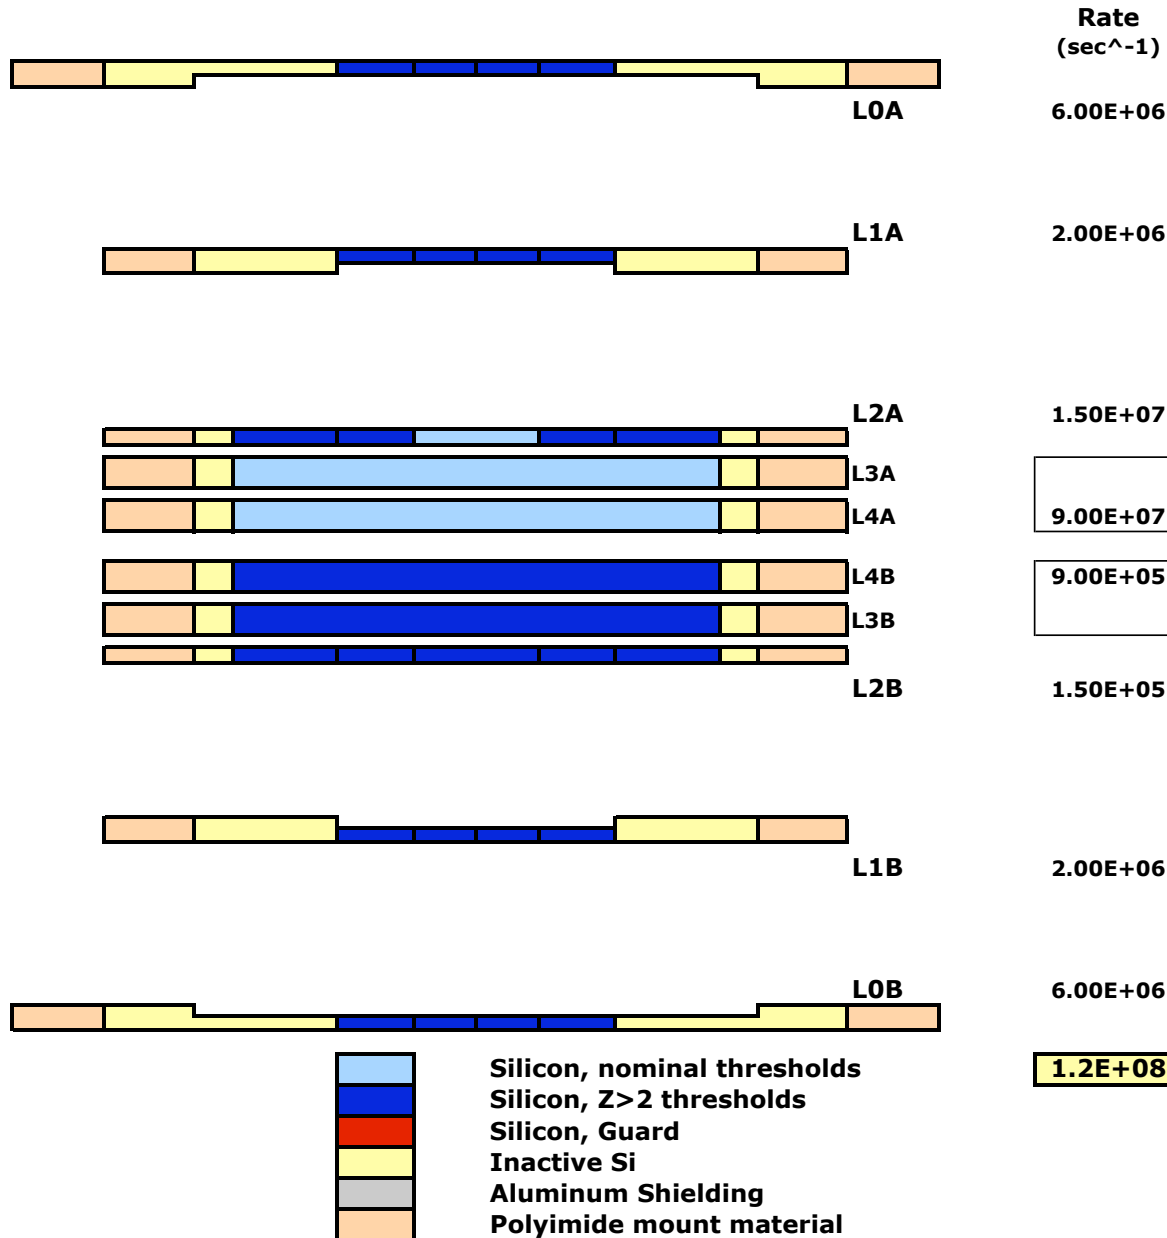 Rate
(sec^-1)
L0A 6.00E+06
L1A 2.00E+06
L2A 1.50E+07
L3A
L4A 9.00E+07
L4B 9.00E+05
L3B
L2B 1.50E+05
L1B 2.00E+06
L0B 6.00E+06
Silicon, nominal thresholds 1.2E+08
Silicon, Z>2 thresholds
Silicon, Guard
Inactive Si
Aluminum Shielding
Polyimide mount material